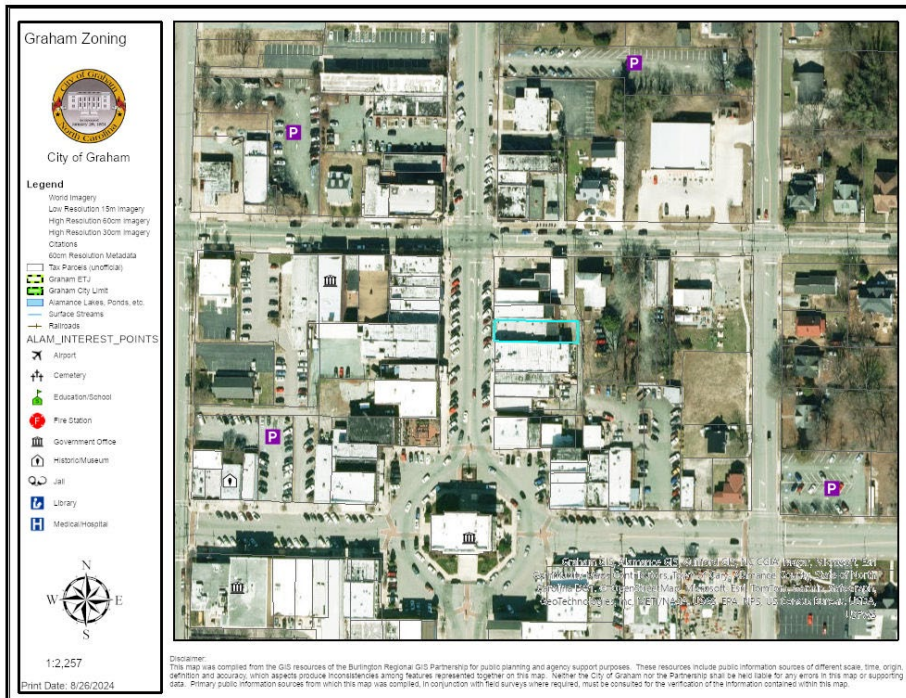 Graham Zoning
City of Graham
North Carolina
City of Graham
Legend
World Imagery
Low Resolution 15m Imagery
High Resolution 60cm Imagery
High Resolution 30cm Imagery
Citations
60cm Resolution Metadata
Tax Parcels (unofficial)
Graham ETJ
Graham City Limit
Alamance Lakes, Ponds, etc.
Surface Streams
Railroads
ALAM_INTEREST_POINTS
Airport
Cemetery
Education/School
F
Fire Station
Government Office
Historic/Museum
Jail
Library
H
Medical/Hospital
N
W E
S
1:2,257
Print Date: 8/26/2024
P
P
P
P
Disclaimer:
This map was compiled from the GIS resources of the Burlington Regional GIS Partnership for public planning and agency support purposes. These resources include public information sources of different scale, time, origin,
definition and accuracy, which aspects produce inconsistencies among features represented together on this map. Neither the City of Graham nor the Partnership shall be held liable for any errors in this map or supporting
data. Primary public information sources from which this map was compiled, in conjunction with field surveys where required, must be consulted for the verification of the information contained within this map.